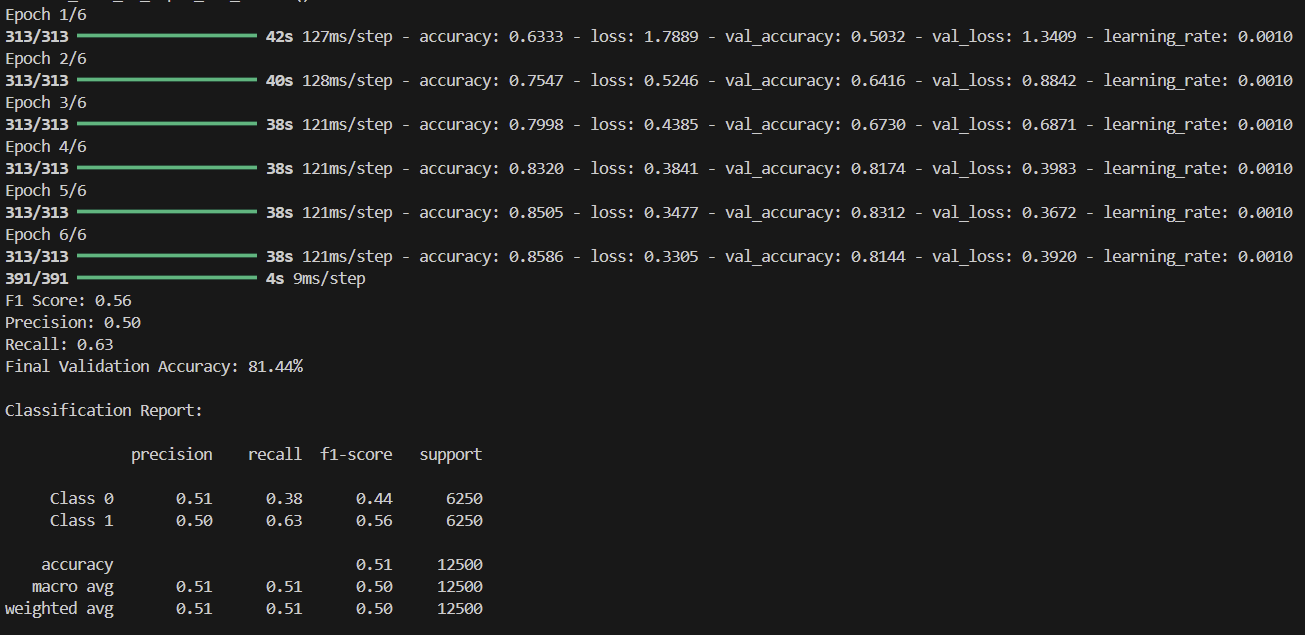 Epoch 1/6
313/313 42s 127ms/step - accuracy: 0.6333 - loss: 1.7889 - val_accuracy: 0.5032 - val_loss: 1.3409 - learning_rate: 0.0010
Epoch 2/6
313/313 40s 128ms/step - accuracy: 0.7547 - loss: 0.5246 - val_accuracy: 0.6416 - val_loss: 0.8842 - learning_rate: 0.0010
Epoch 3/6
313/313 38s 121ms/step - accuracy: 0.7998 - loss: 0.4385 - val_accuracy: 0.6730 - val_loss: 0.6871 - learning_rate: 0.0010
Epoch 4/6
313/313 38s 121ms/step - accuracy: 0.8320 - loss: 0.3841 - val_accuracy: 0.8174 - val_loss: 0.3983 - learning_rate: 0.0010
Epoch 5/6
313/313 38s 121ms/step - accuracy: 0.8505 - loss: 0.3477 - val_accuracy: 0.8312 - val_loss: 0.3672 - learning_rate: 0.0010
Epoch 6/6
313/313 38s 121ms/step - accuracy: 0.8586 - loss: 0.3305 - val_accuracy: 0.8144 - val_loss: 0.3920 - learning_rate: 0.0010
391/391 4s 9ms/step
F1 Score: 0.56
Precision: 0.50
Recall: 0.63
Final Validation Accuracy: 81.44%
Classification Report:
precision recall f1-score support
Class 0 0.51 0.38 0.44 6250
Class 1 0.50 0.63 0.56 6250
accuracy 0.51 12500
macro avg 0.51 0.51 0.50 12500
weighted avg 0.51 0.51 0.50 12500